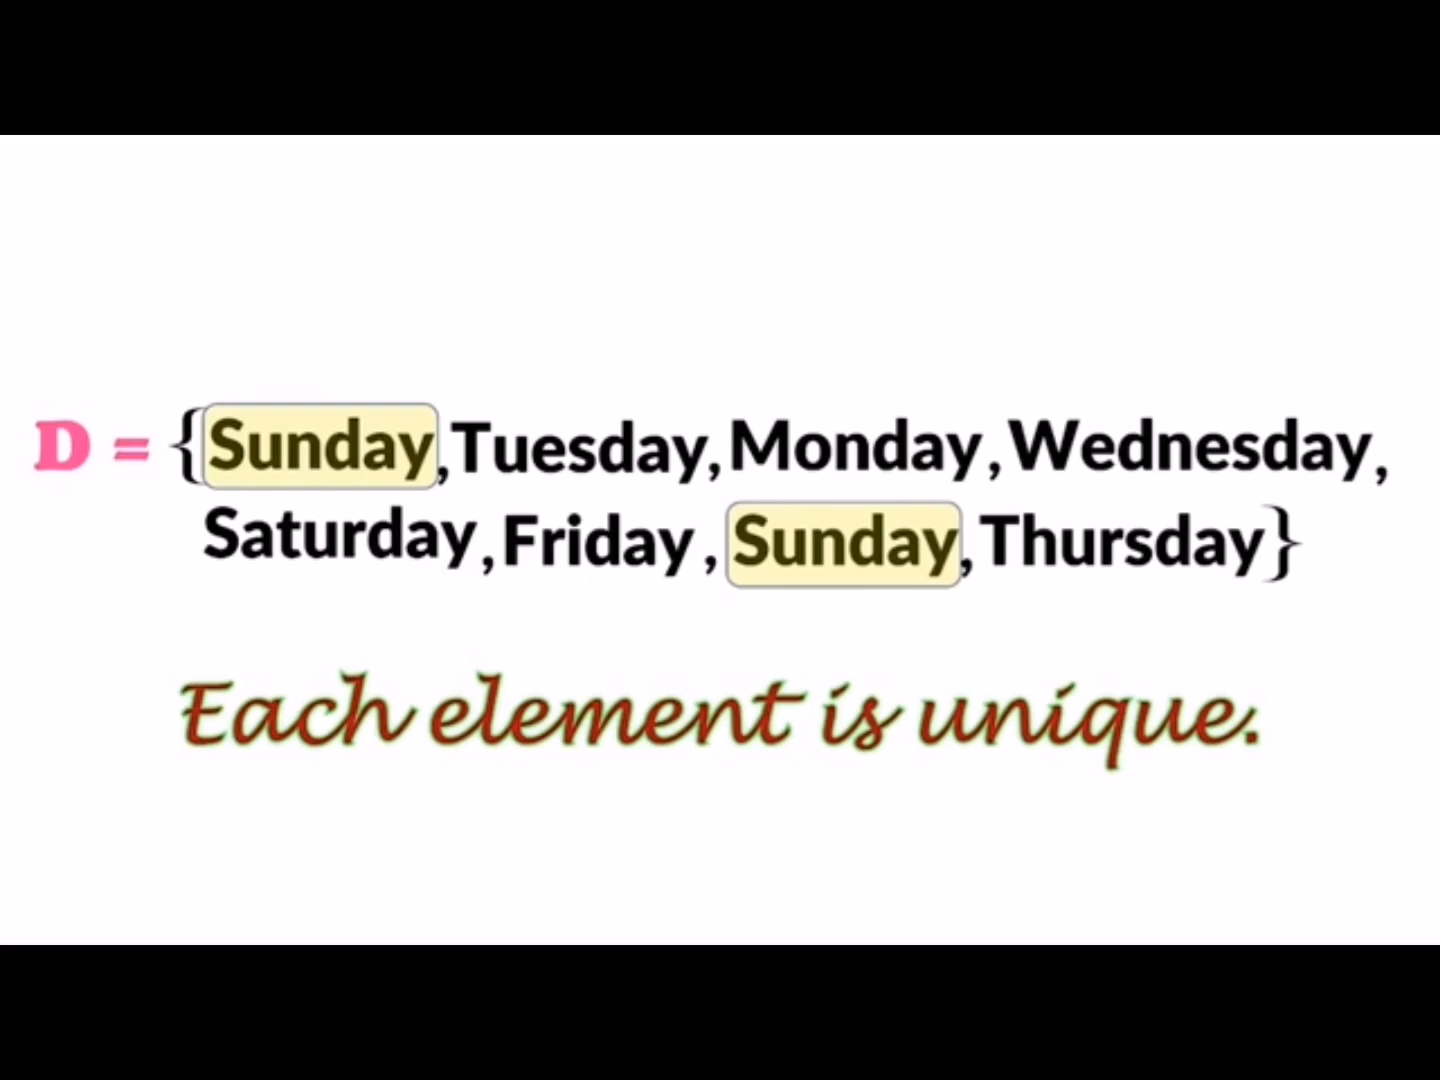 D = {Sunday,Tuesday,Monday,Wednesday,
Saturday,Friday,Sunday,Thursday}
Each element is unique.